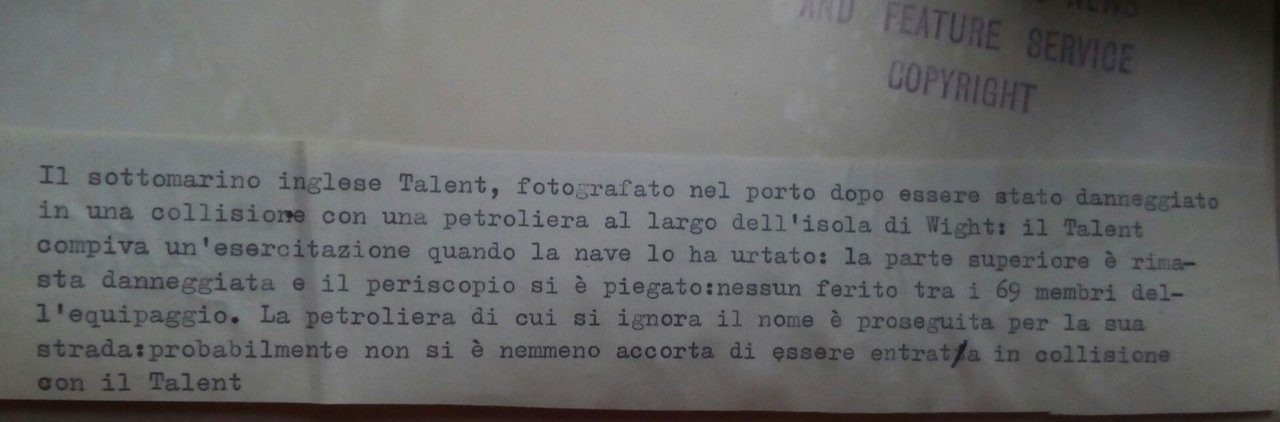 AND FEATURE SERVICE
COPYRIGHT
Il sottomarino inglese Talent, fotografato nel porto dopo essere stato danneggiato
in una collisione con una petroliera al largo dell'isola di Wight: il Talent
compiva un'esercitazione quando la nave lo ha urtato: la parte superiore è rima-
sta danneggiata e il periscopio si è piegato:nessun ferito tra i 69 membri del-
l'equipaggio. La petroliera di cui si ignora il nome è proseguita per la sua
strada:probabilmente non si è nemmeno accorta di essere entrat/a in collisione
con il Talent